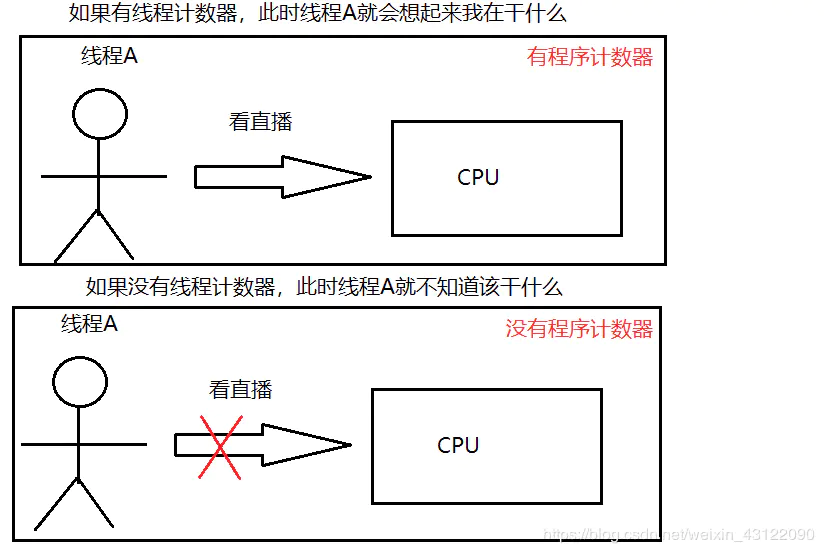 如果有线程计数器，此时线程A就会想起来我在干什么
线程A
有程序计数器
看直播
CPU
如果没有线程计数器，此时线程A就不知道该干什么
线程A
没有程序计数器
看直播
CPU
https://blog.csdn.net/weixin_43122090